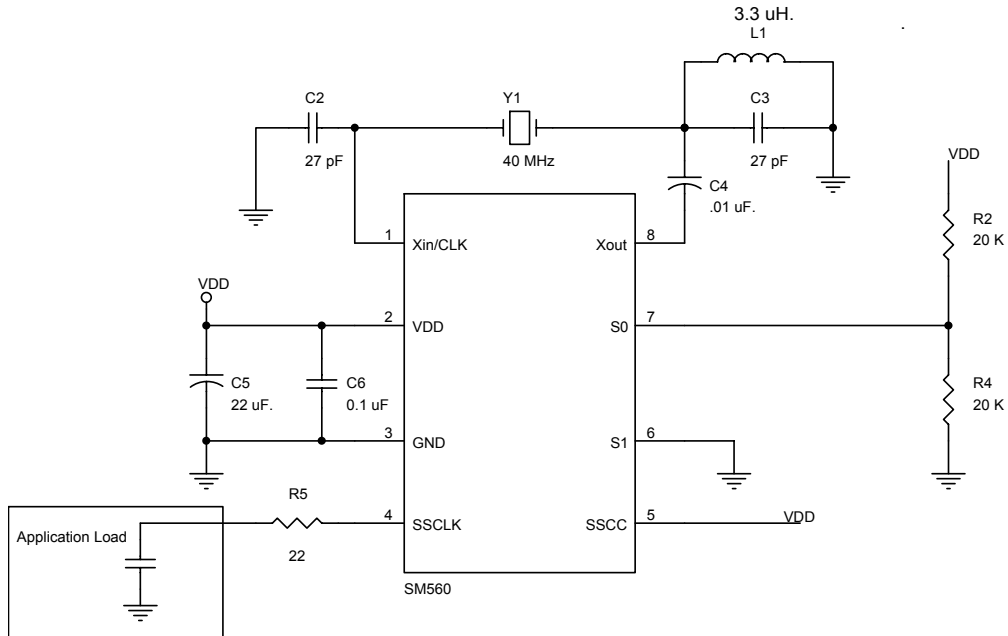 3.3 uH.
L1
C2
Y1
C3
27 pF
40 MHz
27 pF
VDD
C4
.01 uF.
R2
20 K
1
Xin/CLK
Xout
8
VDD
2
VDD
S0
7
C5
22 uF.
C6
0.1 uF
R4
20 K
3
GND
S1
6
R5
4
SSCLK
SSCC
5
VDD
Application Load
22
SM560